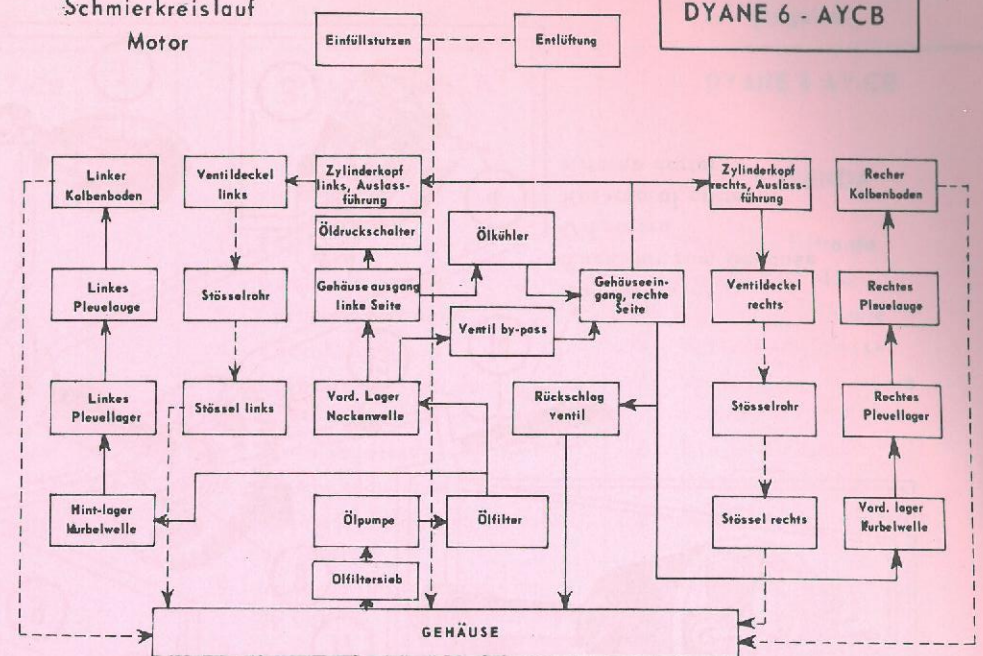 Schmierkreislauf
Motor
DYANE 6 - AYCB
Einfüllstutzen
Entlüftung
Linker
Kolbenboden
Ventildeckel
links
Zylinderkopf
links, Auslass-
führung
Zylinderkopf
rechts, Auslass-
führung
Recher
Kolbenboden
Öldruckschalter
Ölkühler
Linkes
Pleuelauge
Stösselrohr
Gehäuseausgang
linke Seite
Gehäuseein-
gang, rechte
Seite
Ventildeckel
rechts
Rechtes
Pleuelauge
Ventil by-pass
Linkes
Pleuellager
Stössel links
Vord. Lager
Nockenwelle
Rückschlag
ventil
Stösselrohr
Rechtes
Pleuellager
Hint-lager
Kurbelwelle
Ölpumpe
Ölfilter
Stössel rechts
Vord. lager
Kurbelwelle
Ölfiltersieb
GEHÄUSE